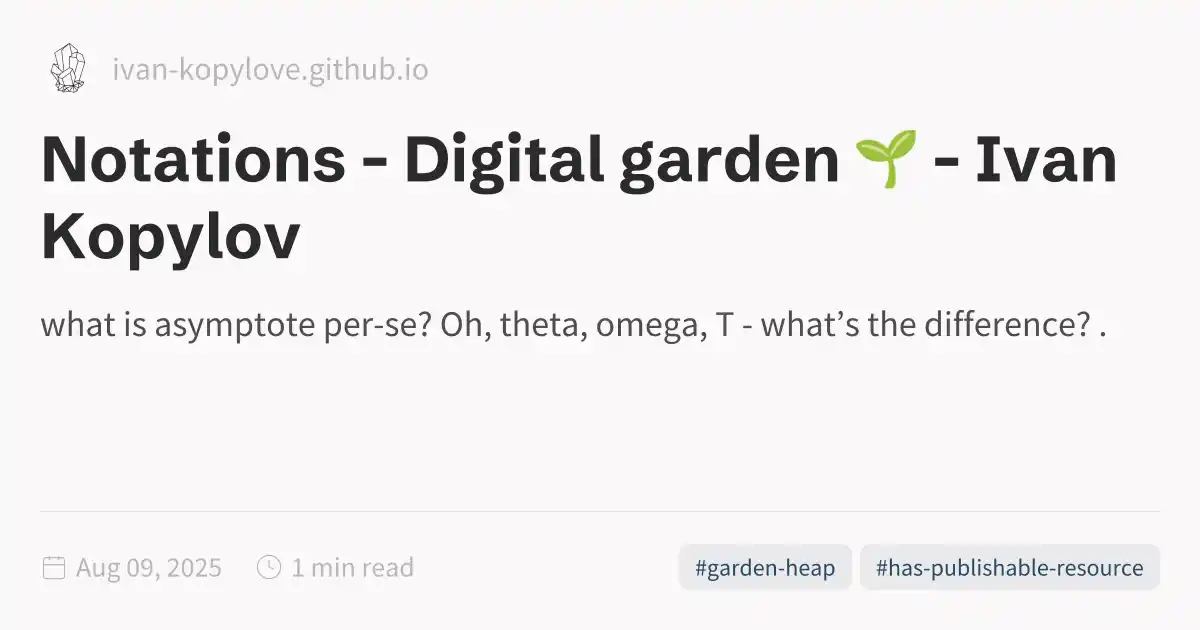 ivan-kopylove.github.io
Notations - Digital garden 🌱 - Ivan
Kopylov
what is asymptote per-se? Oh, theta, omega, T - what’s the difference? .
Aug 09, 2025
1 min read
#garden-heap
#has-publishable-resource